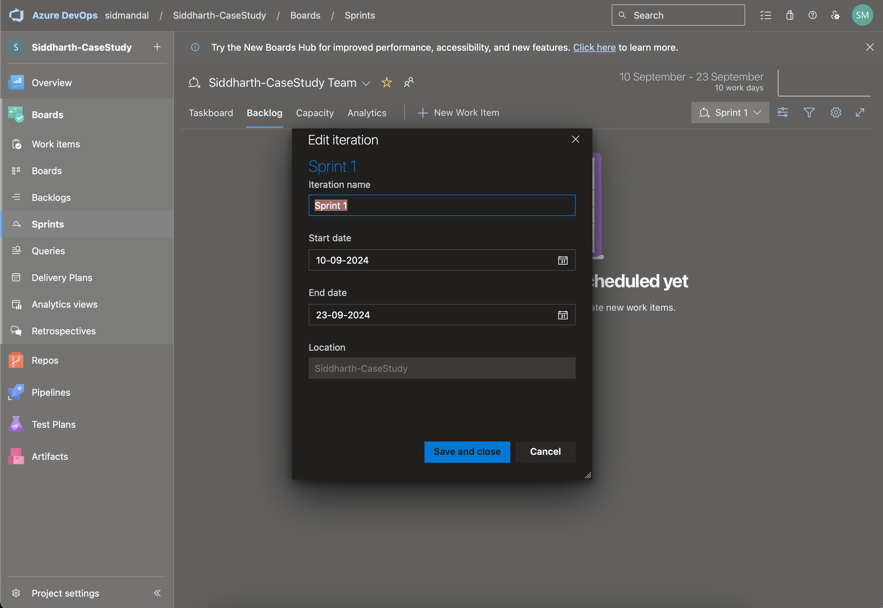 Azure DevOps sidmandal / Siddharth-CaseStudy / Boards / Sprints
Search
SM
S Siddharth-CaseStudy
Try the New Boards Hub for improved performance, accessibility, and new features. Click here to learn more.
Overview
Boards
Work items
Boards
Backlogs
Sprints
Queries
Delivery Plans
Analytics views
Retrospectives
Repos
Pipelines
Test Plans
Artifacts
Project settings
Siddharth-CaseStudy Team
10 September - 23 September
10 work days
Taskboard Backlog Capacity Analytics New Work Item
Sprint 1
Edit iteration
Sprint 1
Iteration name
Sprint 1
Start date
10-09-2024
End date
23-09-2024
Location
Siddharth-CaseStudy
Save and close Cancel
cheduled yet
new work items.